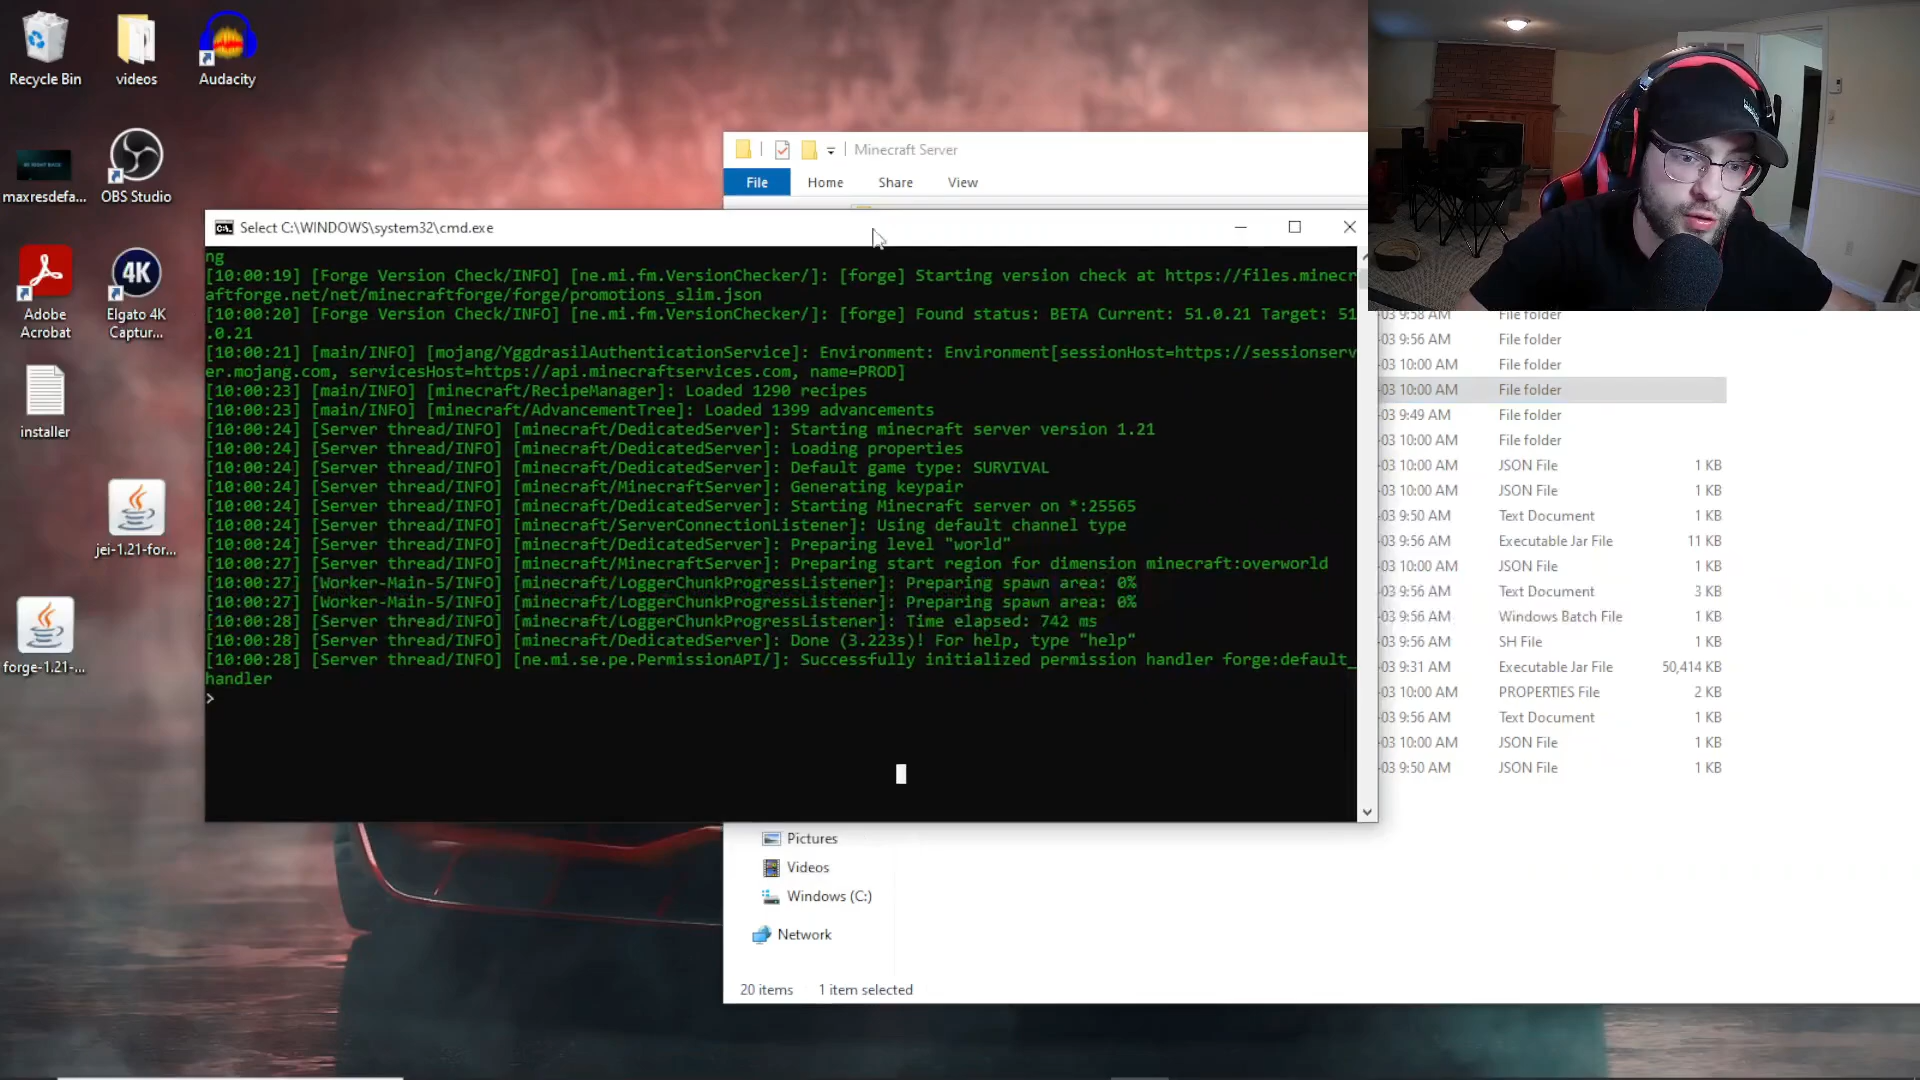 Recycle Bin
videos
Audacity
maxresdefa...
OBS Studio
Adobe
Acrobat
Elgato 4K
Captur...
installer
jei-1.21-for...
forge-1.21-...
Minecraft Server
File
Home
Share
View
Select C:\WINDOWS\system32\cmd.exe
ng
[10:00:19] [Forge Version Check/INFO] [ne.mi.fm.VersionChecker/]: [forge] Starting version check at https://files.minecr
aftforge.net/net/minecraftforge/forge/promotions_slim.json
[10:00:20] [Forge Version Check/INFO] [ne.mi.fm.VersionChecker/]: [forge] Found status: BETA Current: 51.0.21 Target: 51
.0.21
[10:00:21] [main/INFO] [mojang/YggdrasilAuthenticationService]: Environment: Environment[sessionHost=https://sessionserv
er.mojang.com, servicesHost=https://api.minecraftservices.com, name=PROD]
[10:00:23] [main/INFO] [minecraft/RecipeManager]: Loaded 1290 recipes
[10:00:23] [main/INFO] [minecraft/AdvancementTree]: Loaded 1399 advancements
[10:00:24] [Server thread/INFO] [minecraft/DedicatedServer]: Starting minecraft server version 1.21
[10:00:24] [Server thread/INFO] [minecraft/DedicatedServer]: Loading properties
[10:00:24] [Server thread/INFO] [minecraft/DedicatedServer]: Default game type: SURVIVAL
[10:00:24] [Server thread/INFO] [minecraft/MinecraftServer]: Generating keypair
[10:00:24] [Server thread/INFO] [minecraft/DedicatedServer]: Starting Minecraft server on *:25565
[10:00:24] [Server thread/INFO] [minecraft/ServerConnectionListener]: Using default channel type
[10:00:24] [Server thread/INFO] [minecraft/DedicatedServer]: Preparing level "world"
[10:00:27] [Server thread/INFO] [minecraft/MinecraftServer]: Preparing start region for dimension minecraft:overworld
[10:00:27] [Worker-Main-5/INFO] [minecraft/LoggerChunkProgressListener]: Preparing spawn area: 0%
[10:00:27] [Worker-Main-5/INFO] [minecraft/LoggerChunkProgressListener]: Preparing spawn area: 0%
[10:00:28] [Server thread/INFO] [minecraft/LoggerChunkProgressListener]: Time elapsed: 742 ms
[10:00:28] [Server thread/INFO] [minecraft/DedicatedServer]: Done (3.223s)! For help, type "help"
[10:00:28] [Server thread/INFO] [ne.mi.se.pe.PermissionAPI/]: Successfully initialized permission handler forge:default_
handler
>
-03 9:58 AM File folder
-03 9:56 AM File folder
-03 10:00 AM File folder
-03 10:00 AM File folder
-03 9:49 AM File folder
-03 10:00 AM File folder
-03 10:00 AM JSON File 1 KB
-03 10:00 AM JSON File 1 KB
-03 9:50 AM Text Document 1 KB
-03 9:56 AM Executable Jar File 11 KB
-03 10:00 AM JSON File 1 KB
-03 9:56 AM Text Document 3 KB
-03 9:56 AM Windows Batch File 1 KB
-03 9:56 AM SH File 1 KB
-03 9:31 AM Executable Jar File 50,414 KB
-03 10:00 AM PROPERTIES File 2 KB
-03 9:56 AM Text Document 1 KB
-03 10:00 AM JSON File 1 KB
-03 9:50 AM JSON File 1 KB
Pictures
Videos
Windows (C:)
Network
20 items 1 item selected